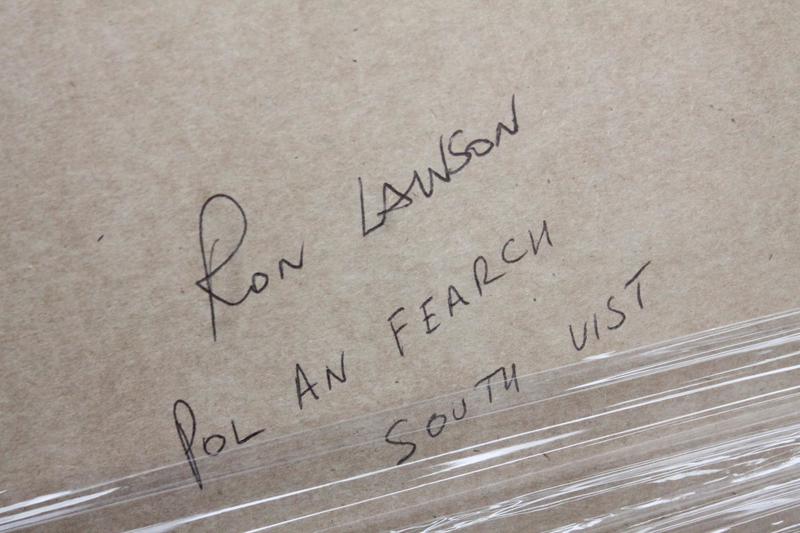 RON LAWSON
POL AN FEARCH
SOUTH UIST